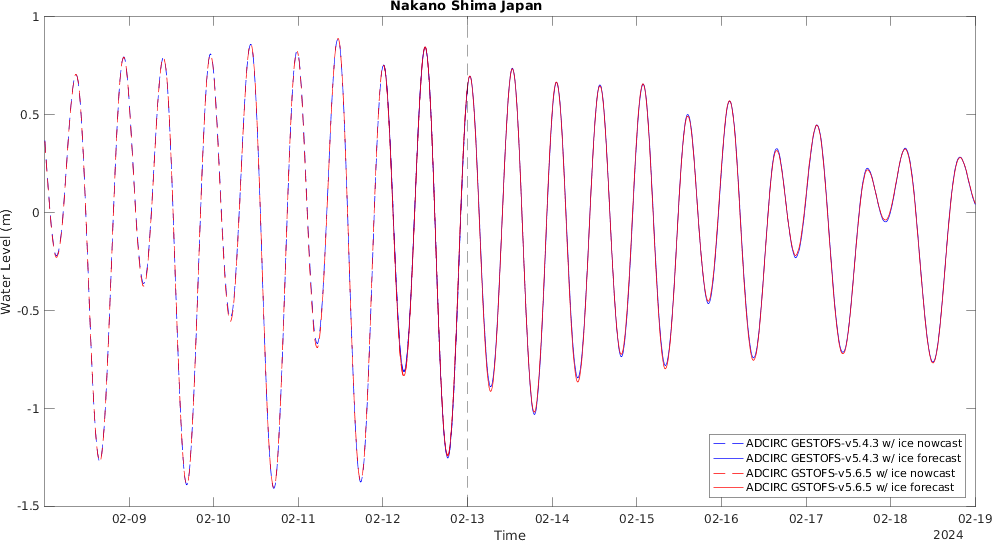 Nakano Shima Japan
Water Level (m)
1
0.5
0
-0.5
-1
-1.5
ADCIRC GESTOFS-v5.4.3 w/ ice nowcast
ADCIRC GESTOFS-v5.4.3 w/ ice forecast
ADCIRC GSTOFS-v5.6.5 w/ ice nowcast
ADCIRC GSTOFS-v5.6.5 w/ ice forecast
02-09 02-10 02-11 02-12 02-13 02-14 02-15 02-16 02-17 02-18 02-19
Time
2024